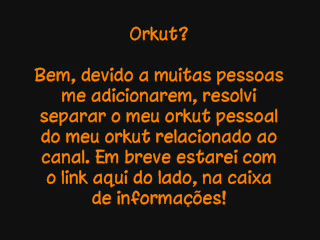 Orkut?
Bem, devido a muitas pessoas
me adicionarem, resolvi
separar o meu orkut pessoal
do meu orkut relacionado ao
canal. Em breve estarei com
o link aqui do lado, na caixa
de informações!